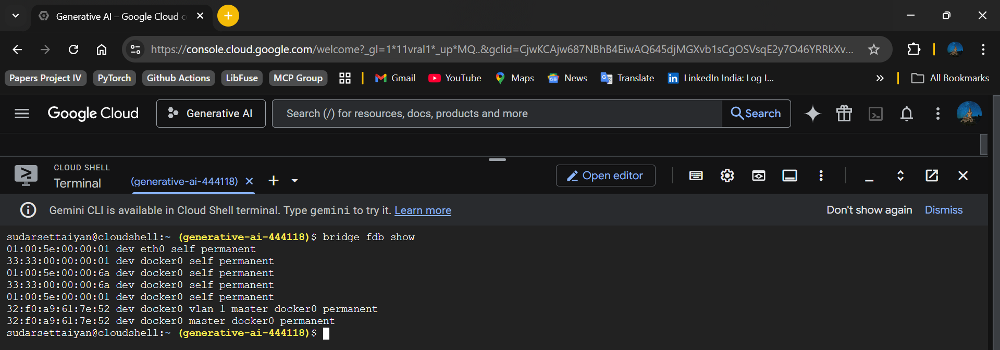 Generative AI – Google Cloud c
https://console.cloud.google.com/welcome?_gl=1*11vral1*_up*MQ..&gclid=CjwKCAjw687NBhB4EiwAQ645djMGXvb1sCgOSVsqE2y7O46YRRkXv...
Papers Project IV PyTorch Github Actions LibFuse MCP Group Gmail YouTube Maps News Translate LinkedIn India: Log I... » All Bookmarks
Google Cloud Generative AI Search (/) for resources, docs, products and more Search
CLOUD SHELL
Terminal (generative-ai-444118) Open editor
Gemini CLI is available in Cloud Shell terminal. Type gemini to try it. Learn more Don't show again Dismiss
sudarsettaiyan@cloudshell:~ (generative-ai-444118)$ bridge fdb show
01:00:5e:00:00:01 dev eth0 self permanent
33:33:00:00:00:01 dev docker0 self permanent
01:00:5e:00:00:6a dev docker0 self permanent
33:33:00:00:00:6a dev docker0 self permanent
01:00:5e:00:00:01 dev docker0 self permanent
32:f0:a9:61:7e:52 dev docker0 vlan 1 master docker0 permanent
32:f0:a9:61:7e:52 dev docker0 master docker0 permanent
sudarsettaiyan@cloudshell:~ (generative-ai-444118)$